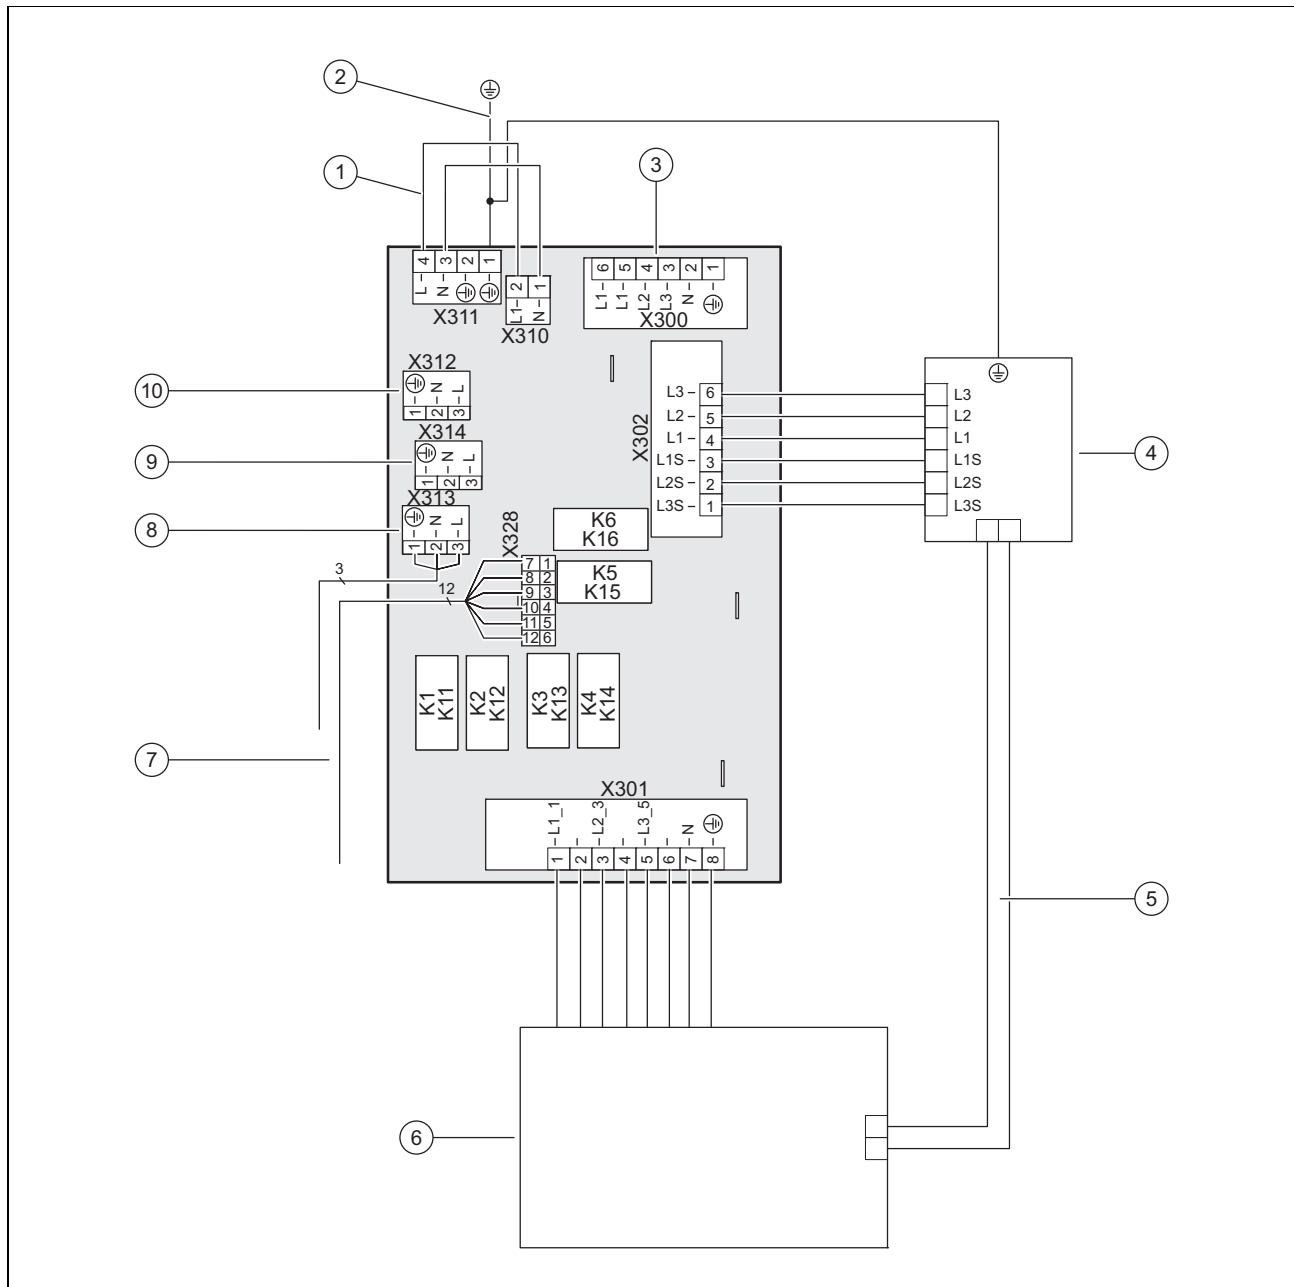 2
1
3
4 3 2 1
L – N – – –
X311
2 1
L1 – N –
X310
6 5 4 3 2 1
L1 – L1 – L2 – L3 – N – –
X300
X312
– – N – L
1 2 3
10
X314
– – N – L
1 2 3
9
X313
– – N – L
1 2 3
8
X302
L3 – 6
L2 – 5
L1 – 4
L1S – 3
L2S – 2
L3S – 1
L3
L2
L1
L1S
L2S
L3S
4
K6
K16
X328
7 1
8 2
9 3
10 4
11 5
12 6
K5
K15
3
12
K1
K11
K2
K12
K3
K13
K4
K14
7
X301
– L1_1 – – L2_3 – – L3_5 – – N –
1 2 3 4 5 6 7 8
5
6